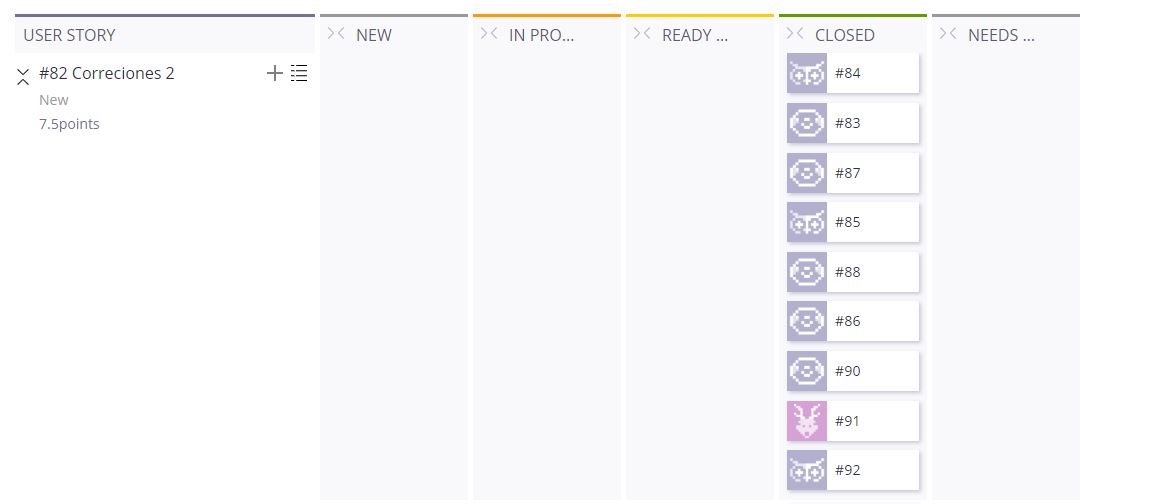 USER STORY
NEW
IN PRO...
READY ...
CLOSED
NEEDS ...
#82 Correciones 2
New
7.5points
#84
#83
#87
#85
#88
#86
#90
#91
#92